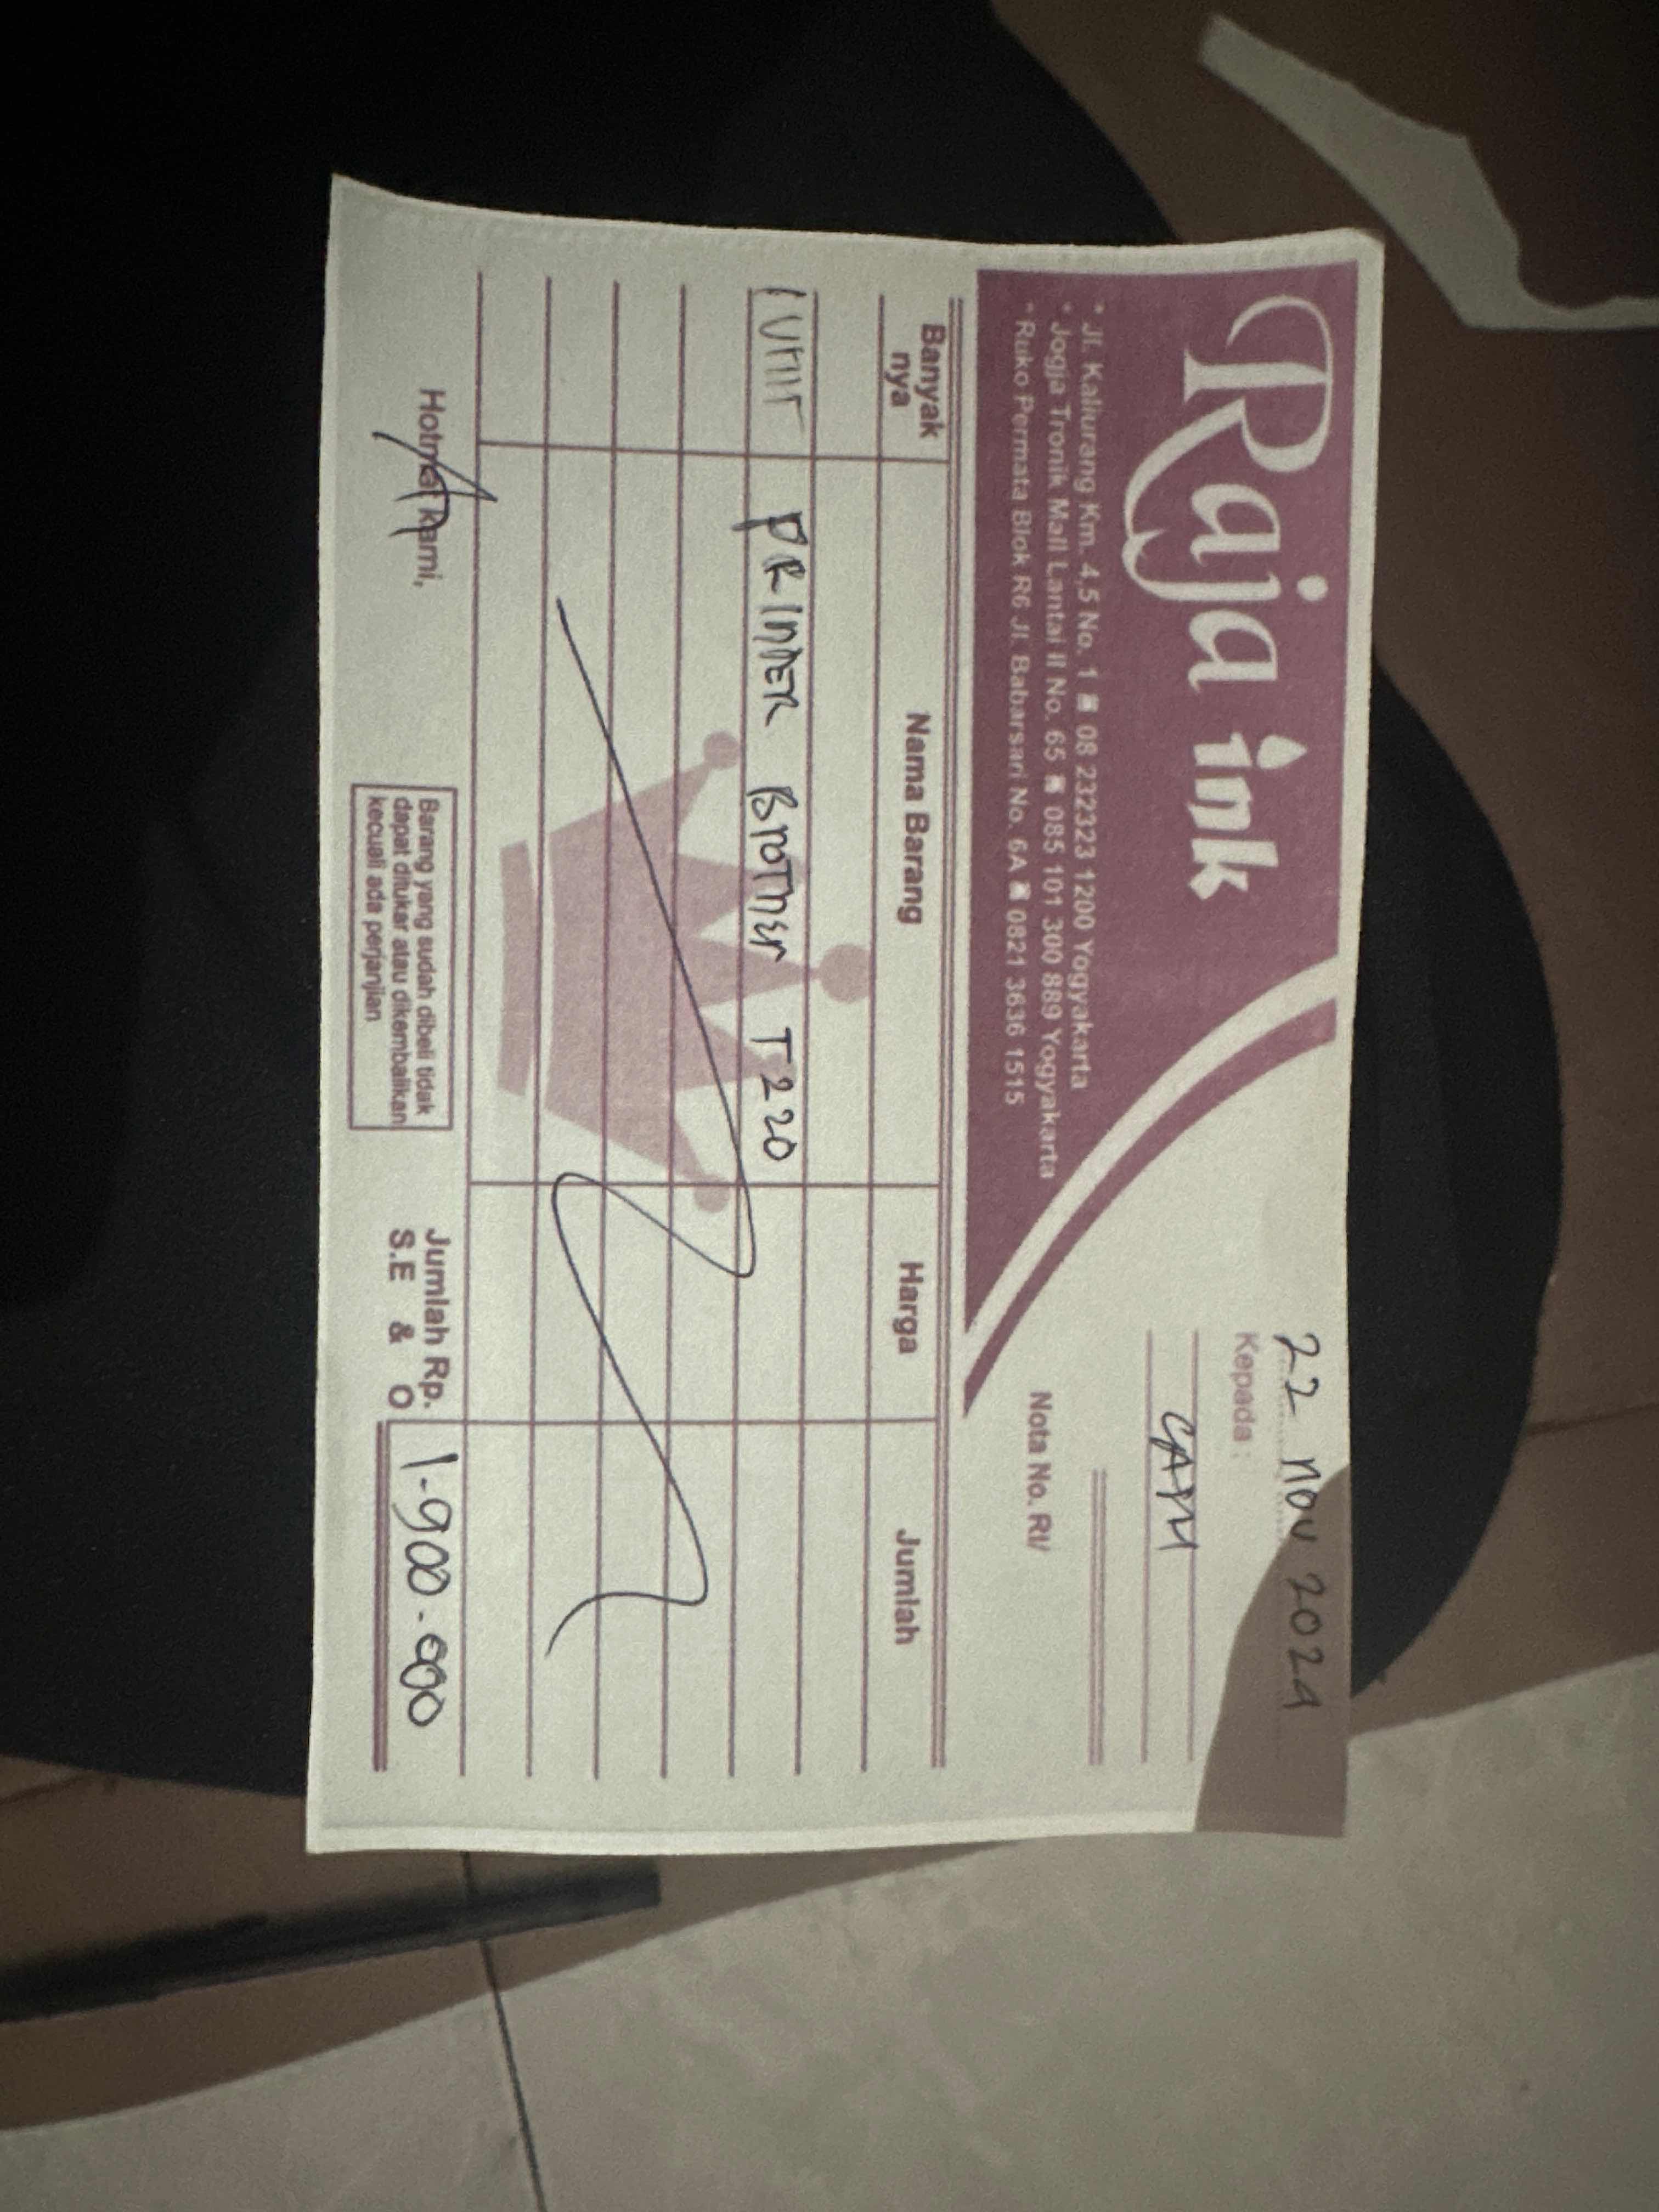 Raja ink
* Jl. Kaliurang Km. 4,5 No. 1 08 232323 1200 Yogyakarta
* Jogja Tronik Mall Lantai II No. 65 085 101 300 889 Yogyakarta
* Ruko Permata Blok R6 Jl. Babarsari No. 6A 0821 3636 1515
22 nov 2024
Kepada :
CASH
Nota No. RI/
Banyak nya Nama Barang Harga Jumlah
1 UNIT PRINTER BROTHER T220
Hormat kami,
Barang yang sudah dibeli tidak
dapat ditukar atau dikembalikan
kecuali ada perjanjian
Jumlah Rp. 1.900.000
S.E & O